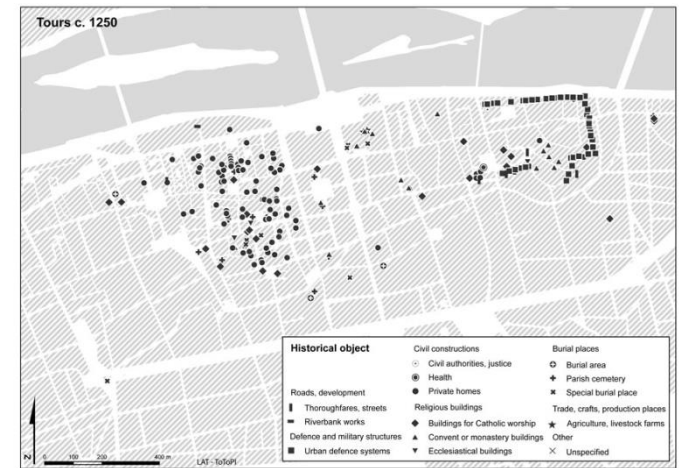 Tours c. 1250
Historical object
Roads, development
Thoroughfares, streets
Riverbank works
Defence and military structures
Urban defence systems
Civil constructions
Civil authorities, justice
Health
Private homes
Religious buildings
Buildings for Catholic worship
Convent or monastery buildings
Ecclesiastical buildings
Burial places
Burial area
Parish cemetery
Special burial place
Trade, crafts, production places
Agriculture, livestock farms
Other
Unspecified
N
0 100 200 400 m
LAT - ToToPI